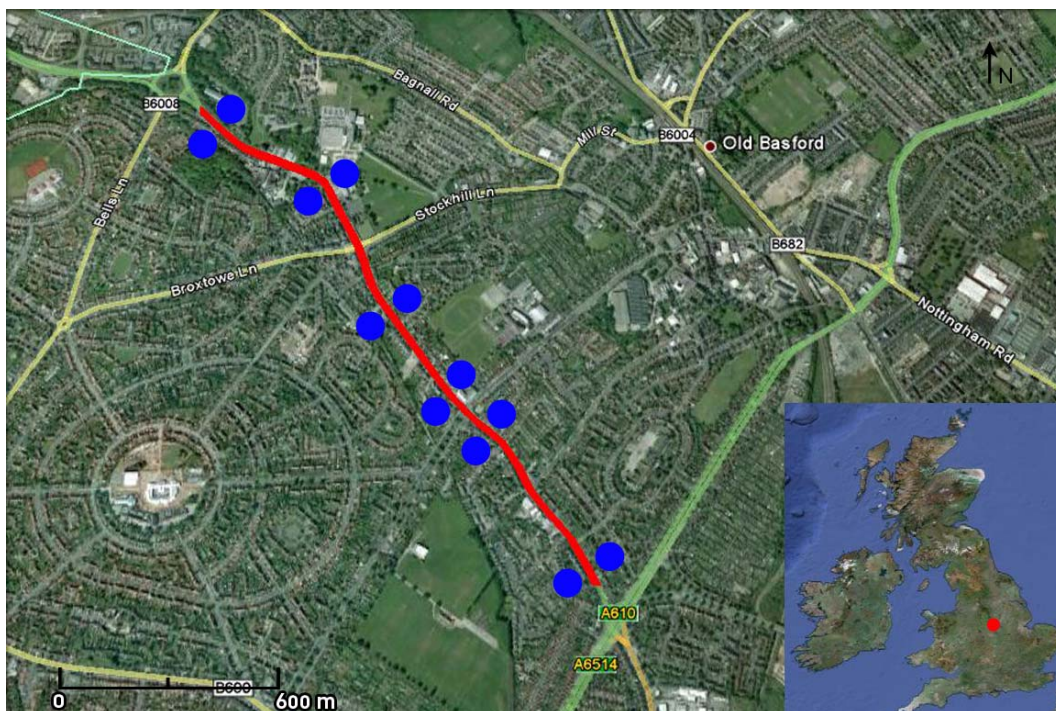 N
B6008
Bagnall Rd
Mill St
B6004
Old Basford
Bells Ln
Stockhill Ln
Broxtowe Ln
B682
Nottingham Rd
A610
A6514
B690
0
600 m